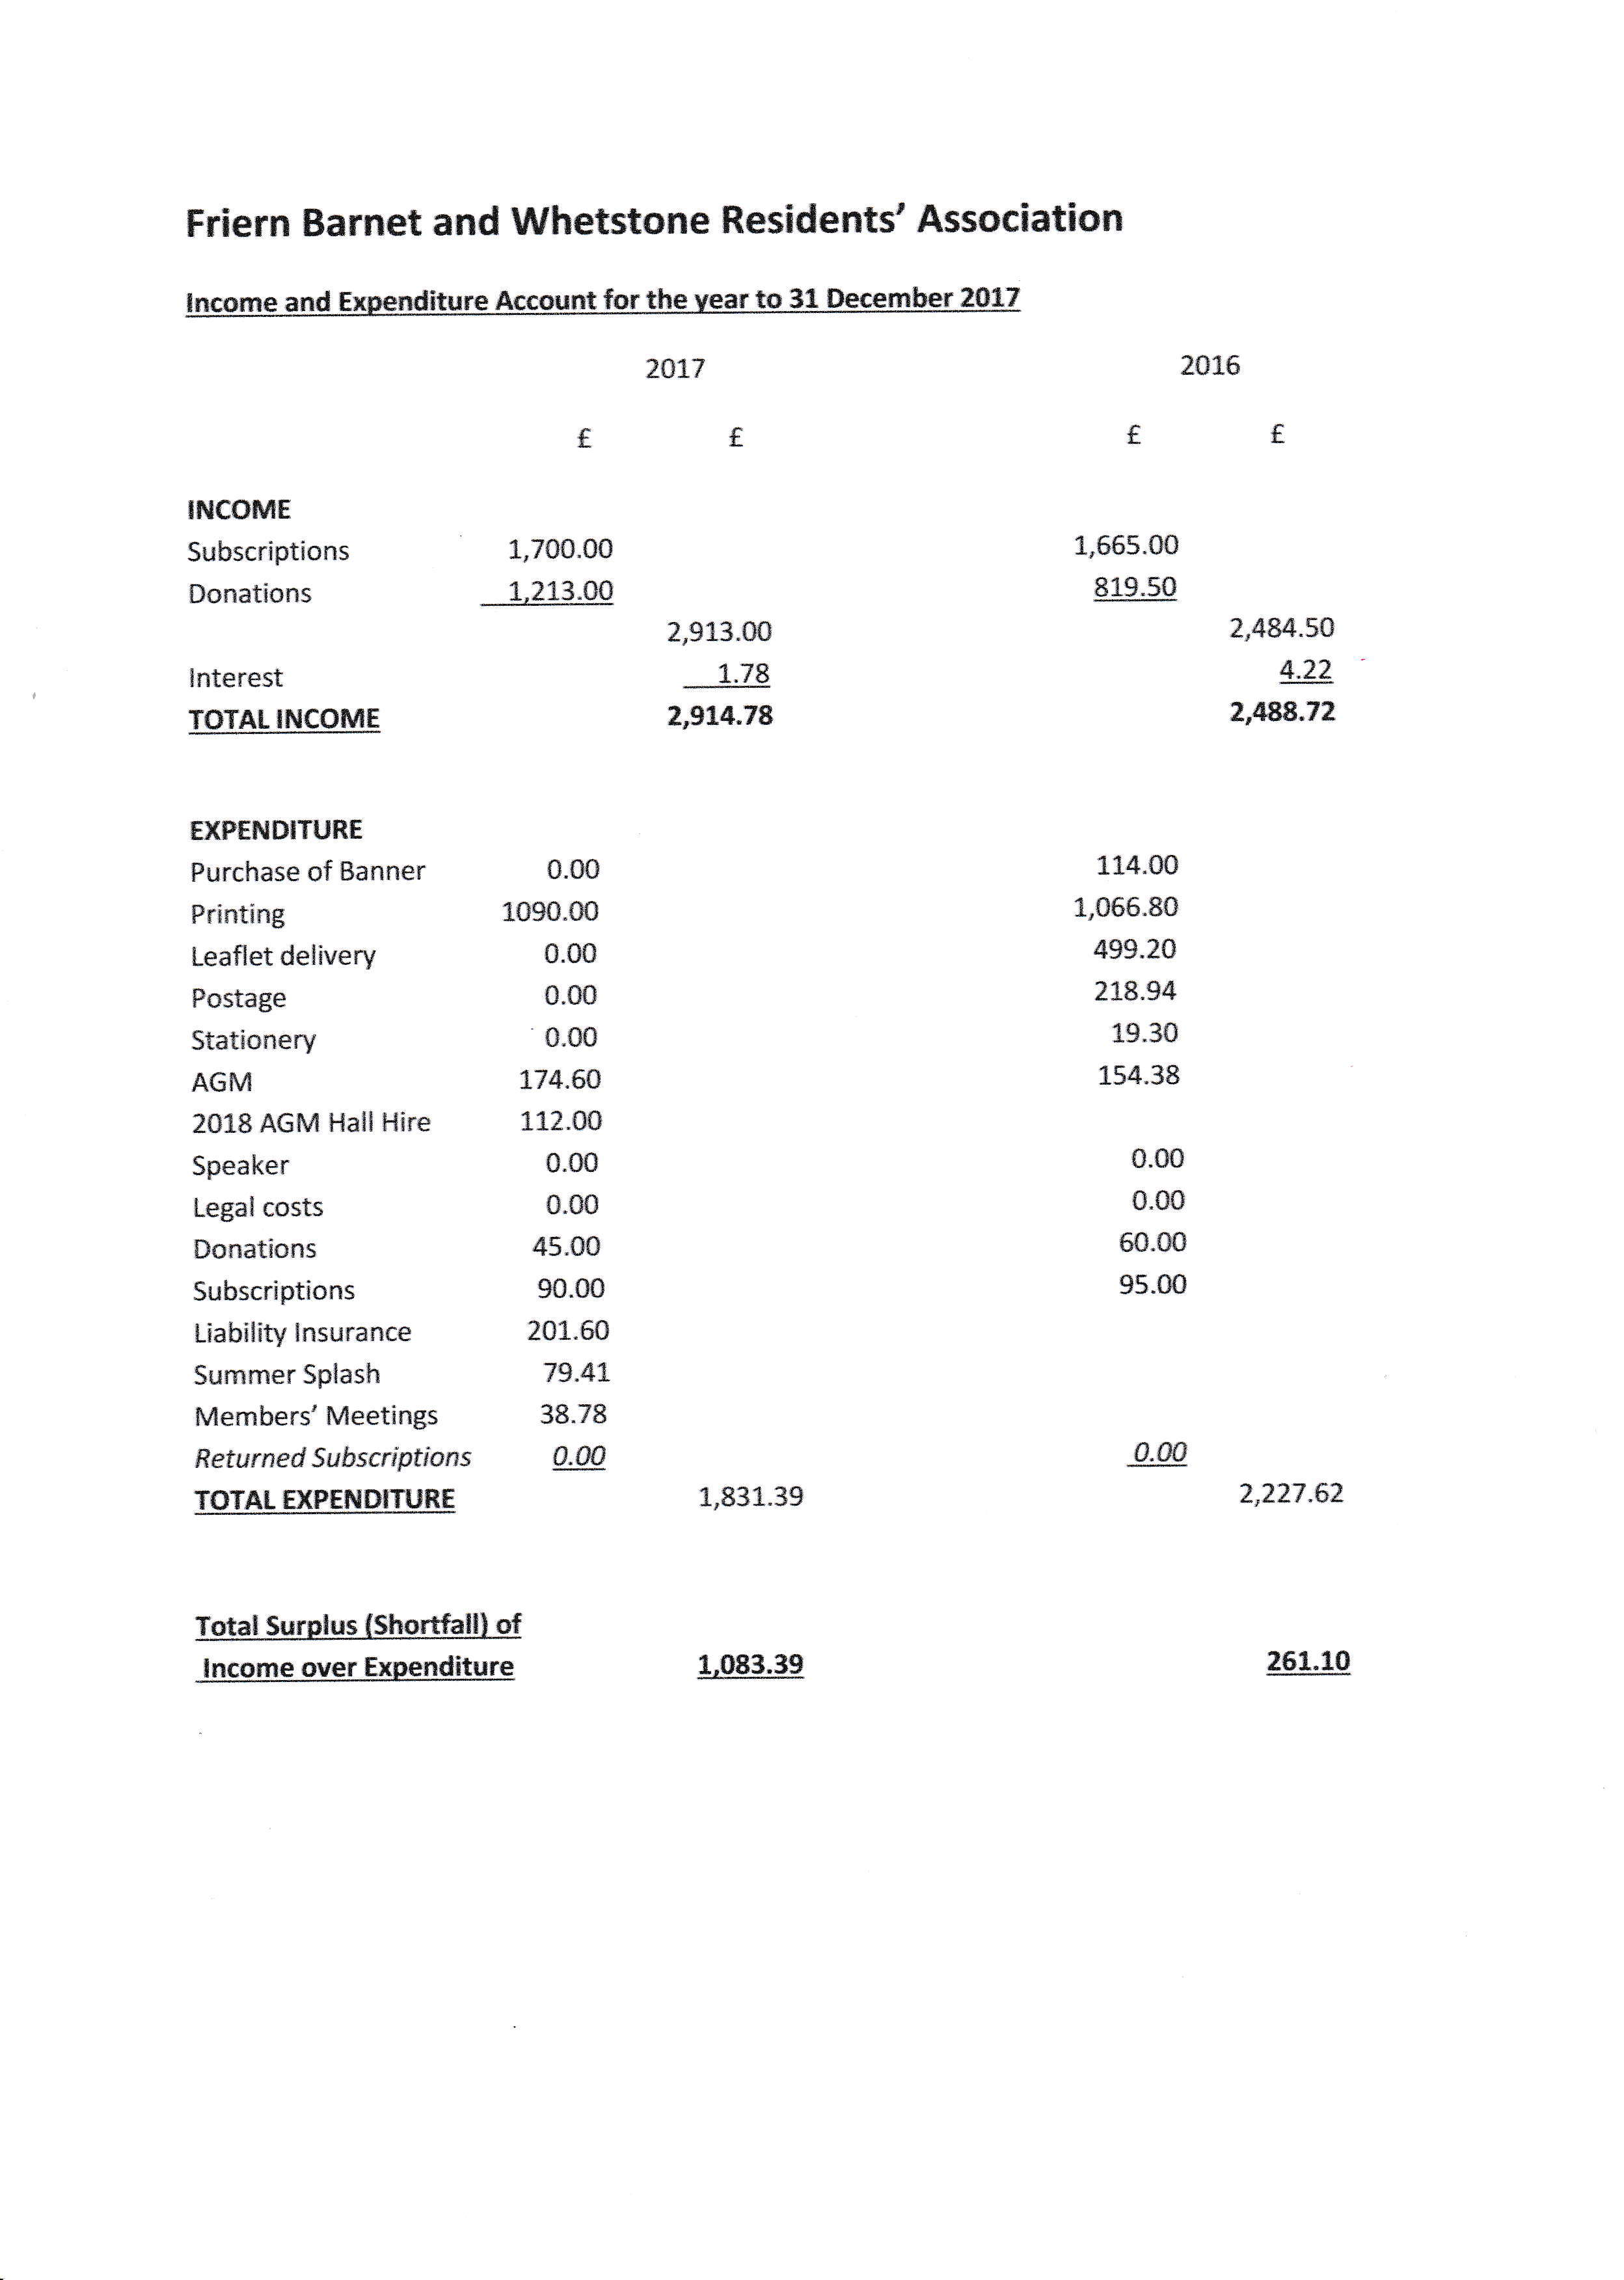 Friern Barnet and Whetstone Residents' Association
Income and Expenditure Account for the year to 31 December 2017
2017 2016
£ £ £ £
INCOME
Subscriptions 1,700.00 1,665.00
Donations 1,213.00 819.50
2,913.00 2,484.50
Interest 1.78 4.22
TOTAL INCOME 2,914.78 2,488.72
EXPENDITURE
Purchase of Banner 0.00 114.00
Printing 1090.00 1,066.80
Leaflet delivery 0.00 499.20
Postage 0.00 218.94
Stationery 0.00 19.30
AGM 174.60 154.38
2018 AGM Hall Hire 112.00
Speaker 0.00 0.00
Legal costs 0.00 0.00
Donations 45.00 60.00
Subscriptions 90.00 95.00
Liability Insurance 201.60
Summer Splash 79.41
Members' Meetings 38.78
Returned Subscriptions 0.00 0.00
TOTAL EXPENDITURE 1,831.39 2,227.62
Total Surplus (Shortfall) of
Income over Expenditure 1,083.39 261.10